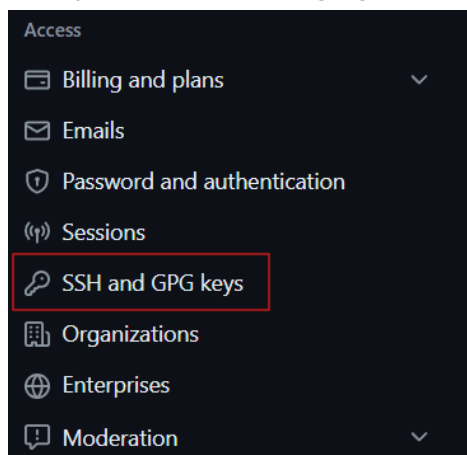 Access
Billing and plans
Emails
Password and authentication
Sessions
SSH and GPG keys
Organizations
Enterprises
Moderation